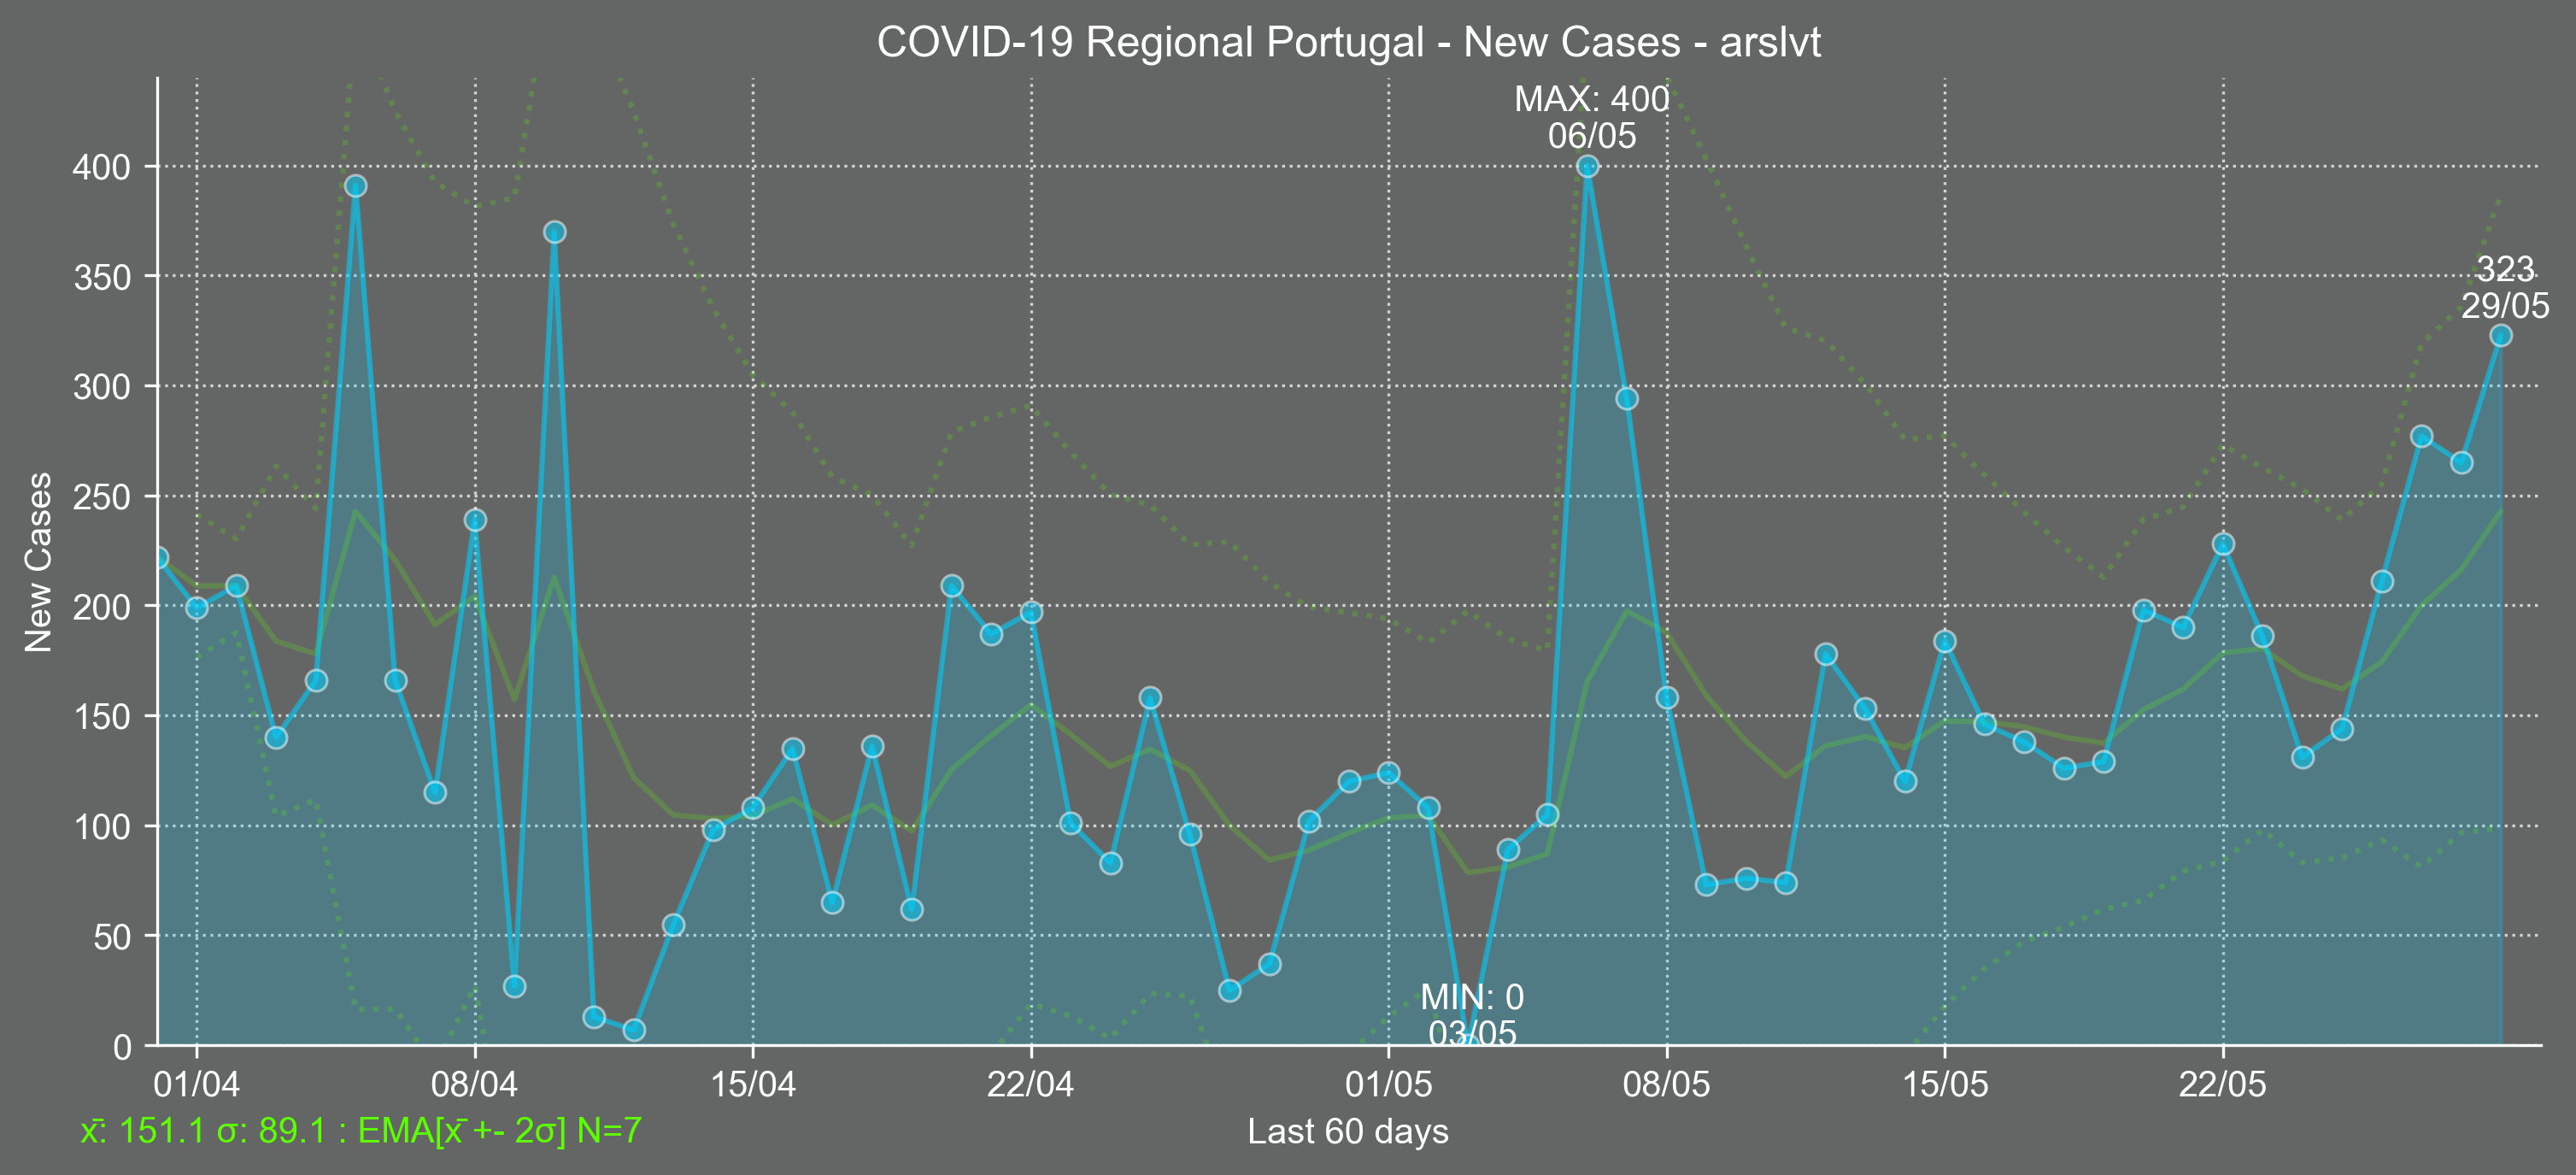 COVID-19 Regional Portugal - New Cases - arslvt
MAX: 400
06/05
323
29/05
MIN: 0
03/05
New Cases
400
350
300
250
200
150
100
50
0
01/04 08/04 15/04 22/04 01/05 08/05 15/05 22/05
x̄: 151.1 σ: 89.1 : EMA[x̄ +- 2σ] N=7
Last 60 days